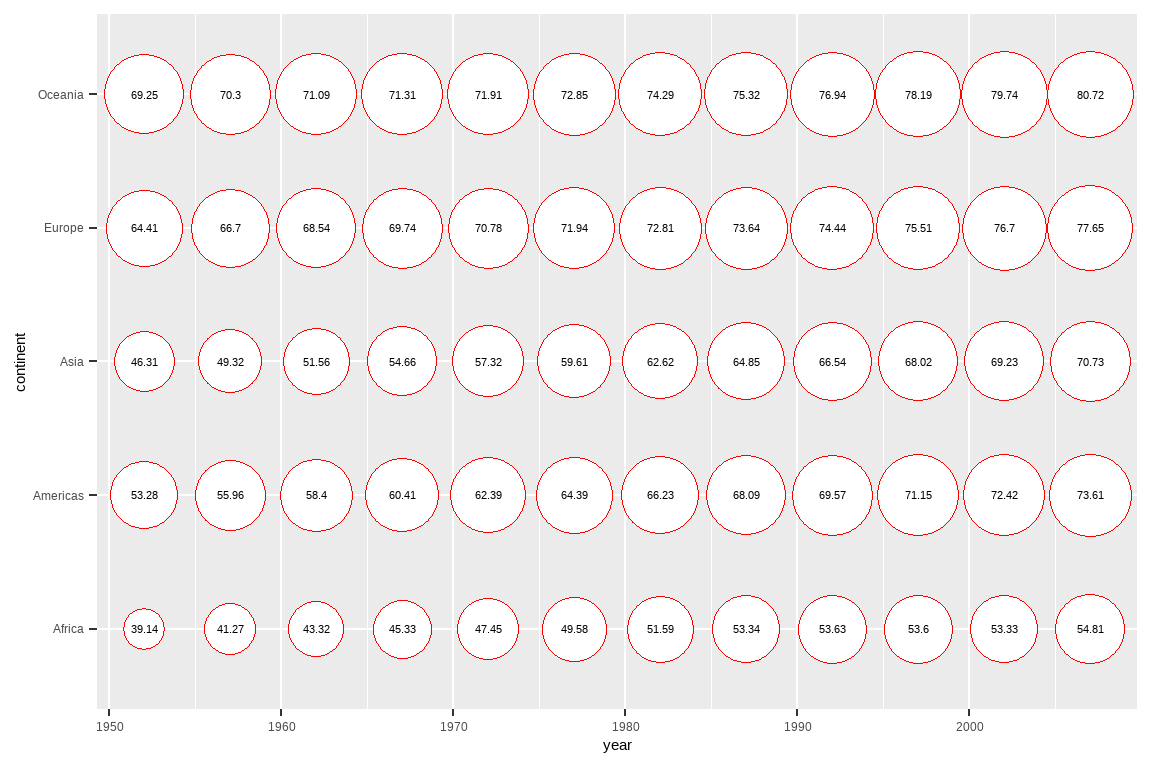 Oceania 69.25 70.3 71.09 71.31 71.91 72.85 74.29 75.32 76.94 78.19 79.74 80.72
Europe 64.41 66.7 68.54 69.74 70.78 71.94 72.81 73.64 74.44 75.51 76.7 77.65
continent
Asia 46.31 49.32 51.56 54.66 57.32 59.61 62.62 64.85 66.54 68.02 69.23 70.73
Americas 53.28 55.96 58.4 60.41 62.39 64.39 66.23 68.09 69.57 71.15 72.42 73.61
Africa 39.14 41.27 43.32 45.33 47.45 49.58 51.59 53.34 53.63 53.6 53.33 54.81
1950 1960 1970 1980 1990 2000
year